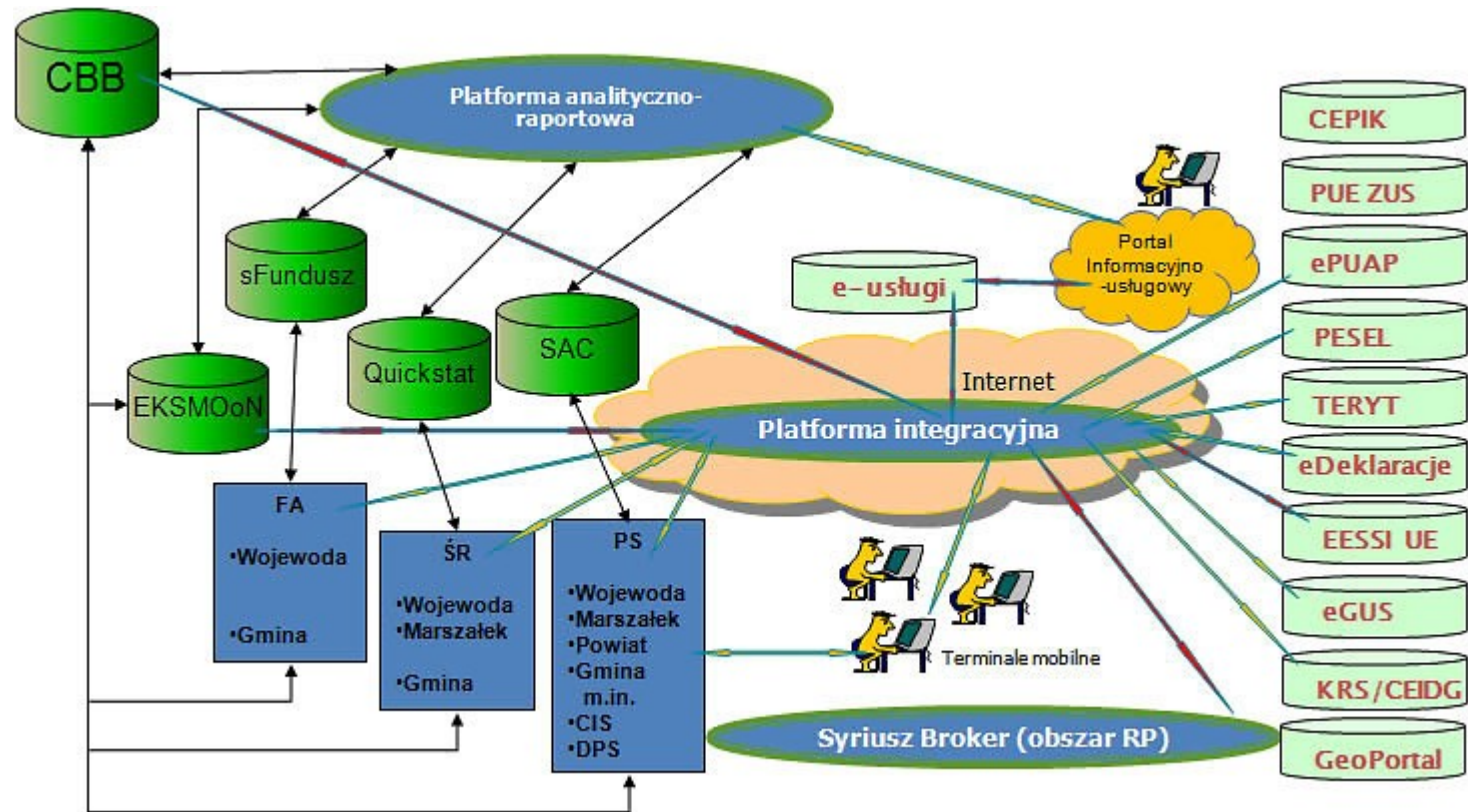 CBB
Platforma analityczno-
raportowa
CEPIK
PUE ZUS
Portal
Informacyjno
-usługowy
ePUAP
sFundusz
e-usługi
PESEL
SAC
Quickstat
Internet
EKSMOoN
TERYT
Platforma integracyjna
eDeklaracje
FA
•Wojewoda
•Gmina
ŚR
•Wojewoda
•Marszałek
•Gmina
PS
•Wojewoda
•Marszałek
•Powiat
•Gmina
m.in.
•CIS
•DPS
EESSI UE
eGUS
Terminale mobilne
KRS/CEIDG
Syriusz Broker (obszar RP)
GeoPortal